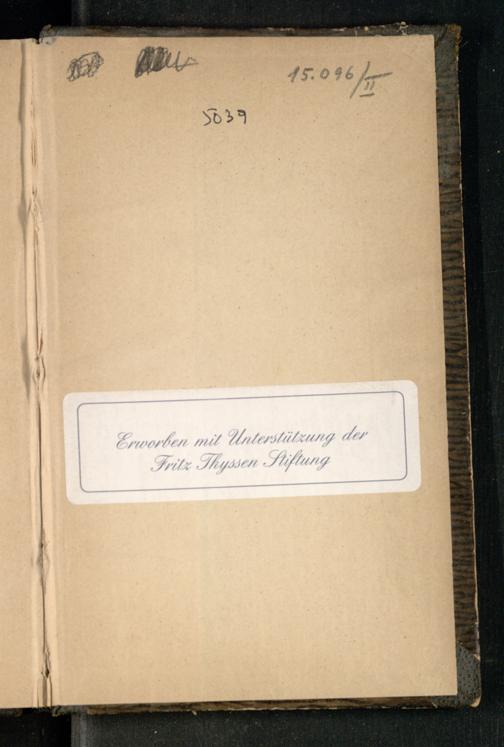 15.096/II
5039
Erworben mit Unterstützung der
Fritz Thyssen Stiftung